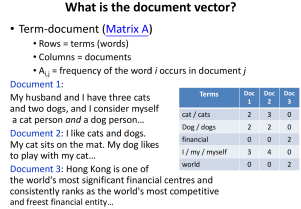 What is the document vector?
• Term-document (Matrix A)
• Rows = terms (words)
• Columns = documents
• Ai,j = frequency of the word i occurs in document j
Document 1:
My husband and I have three cats
and two dogs, and I consider myself
a cat person and a dog person…
Document 2: I like cats and dogs.
My cat sits on the mat. My dog likes
to play with my cat…
Document 3: Hong Kong is one of
the world's most significant financial centres and
consistently ranks as the world's most competitive
and freest financial entity…
Terms Doc 1 Doc 2 Doc 3
cat / cats 2 3 0
Dog / dogs 2 2 0
financial 0 0 2
I / my / myself 3 4 0
world 0 0 2